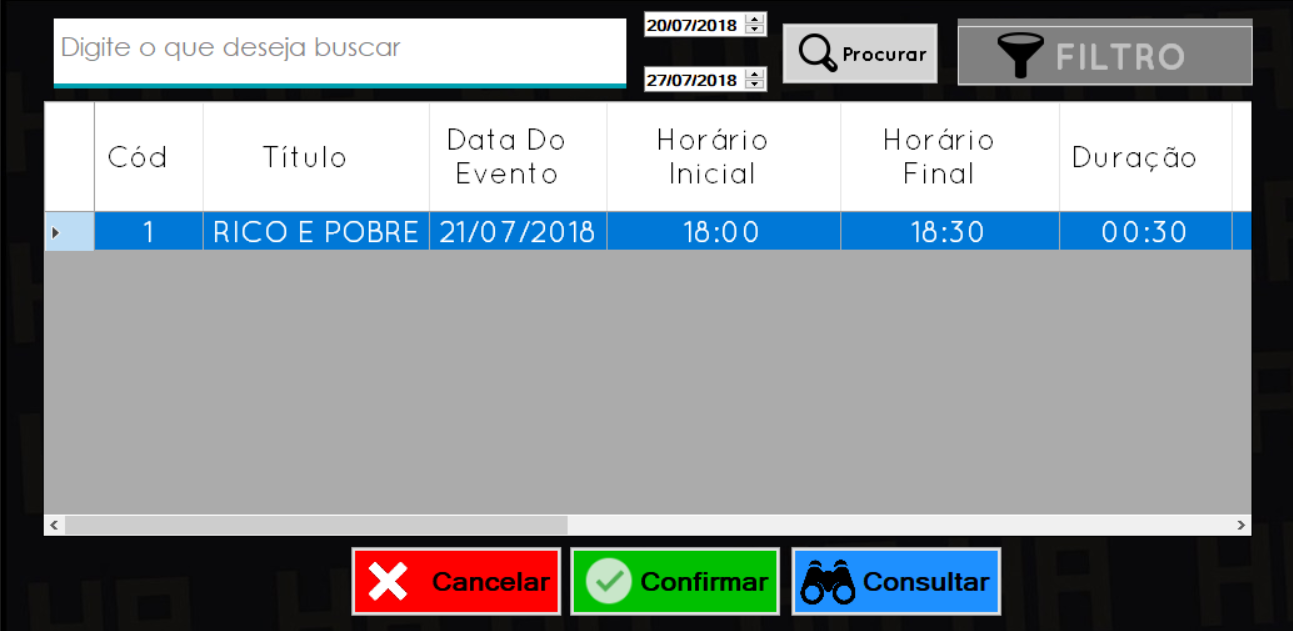 Digite o que deseja buscar
20/07/2018
27/07/2018
Procurar
FILTRO
Cód
Título
Data Do
Evento
Horário
Inicial
Horário
Final
Duração
1
RICO E POBRE
21/07/2018
18:00
18:30
00:30
Cancelar
Confirmar
Consultar